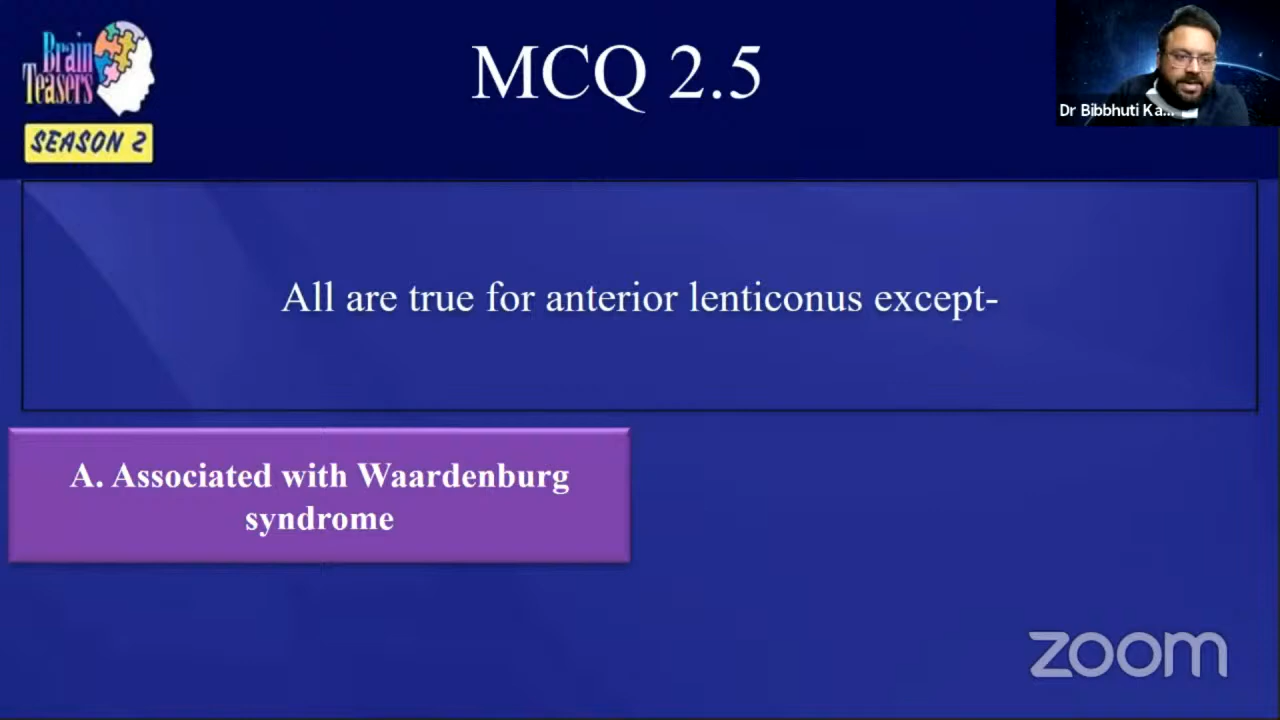 Brain
Teasers
SEASON 2
MCQ 2.5
Dr Bibbhuti Ka...
All are true for anterior lenticonus except-
A. Associated with Waardenburg
syndrome
zoom